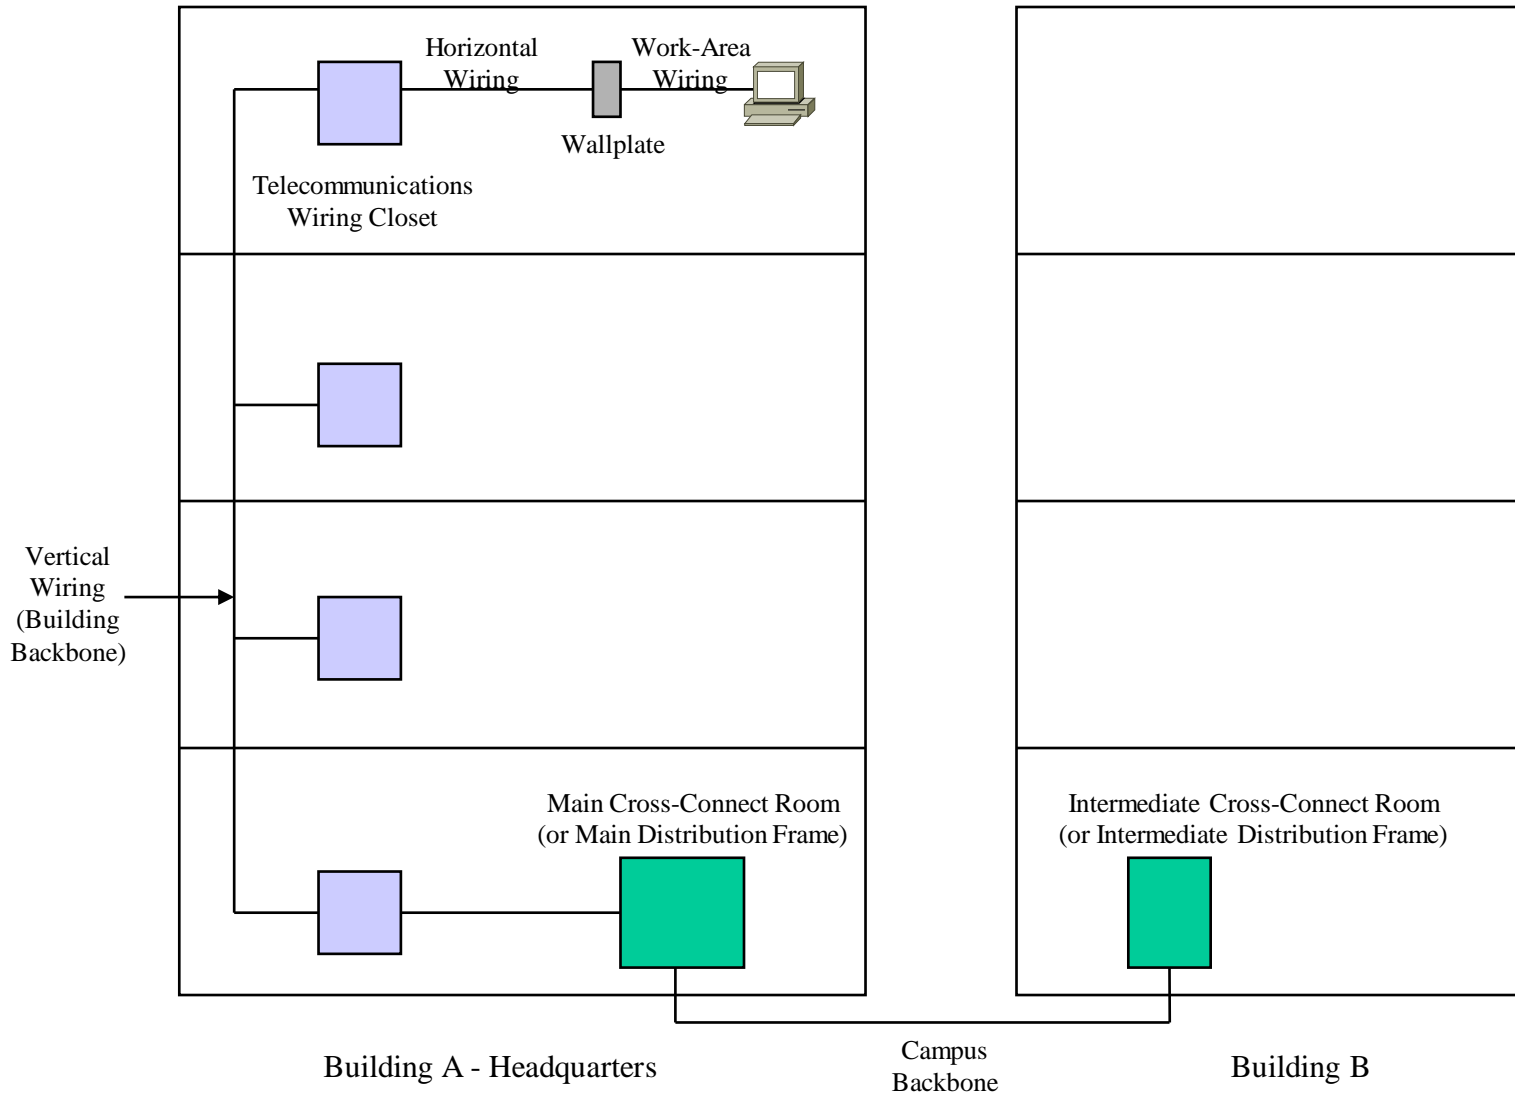 Horizontal
Wiring
Work-Area
Wiring
Wallplate
Telecommunications
Wiring Closet
Vertical
Wiring
(Building
Backbone)
Main Cross-Connect Room
(or Main Distribution Frame)
Intermediate Cross-Connect Room
(or Intermediate Distribution Frame)
Building A - Headquarters
Campus
Backbone
Building B